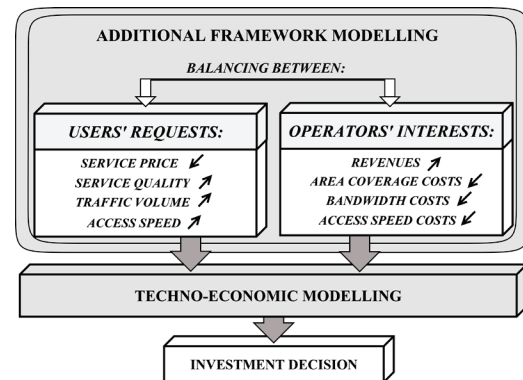 ADDITIONAL FRAMEWORK MODELLING
BALANCING BETWEEN:
USERS' REQUESTS:
SERVICE PRICE ↙
SERVICE QUALITY ↗
TRAFFIC VOLUME ↗
ACCESS SPEED ↗
OPERATORS' INTERESTS:
REVENUES ↗
AREA COVERAGE COSTS ↙
BANDWIDTH COSTS ↙
ACCESS SPEED COSTS ↙
TECHNO-ECONOMIC MODELLING
INVESTMENT DECISION